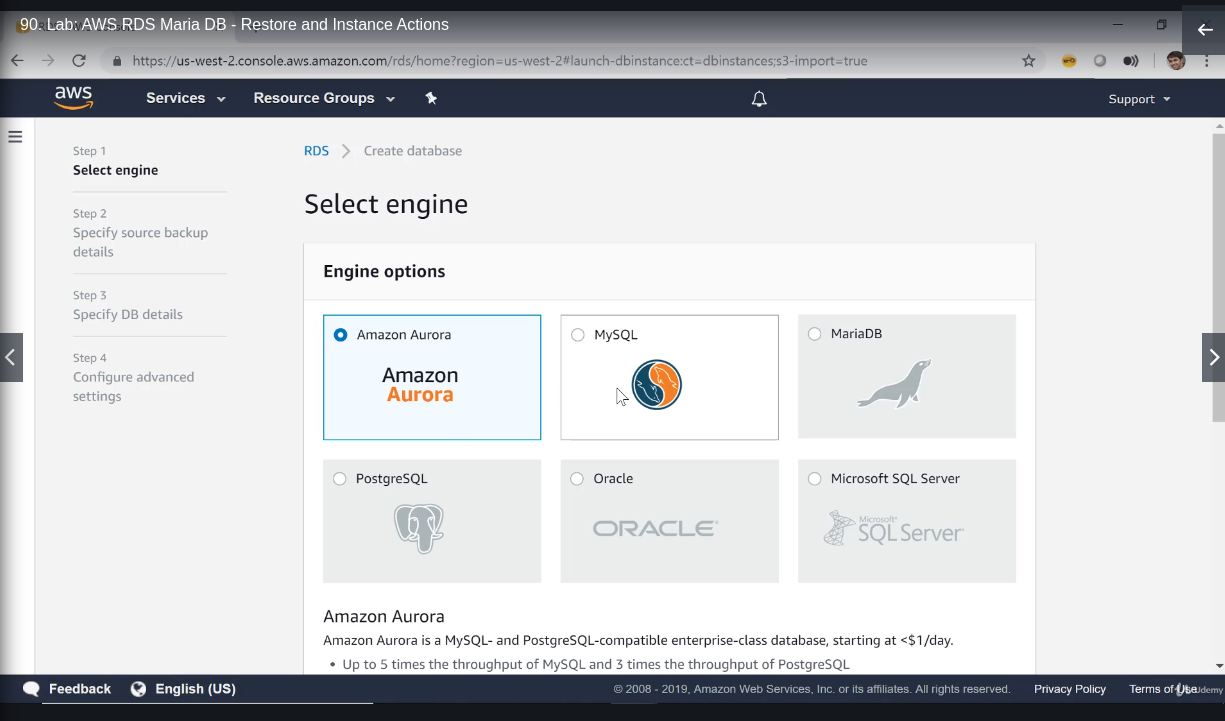 90. Lab: AWS RDS Maria DB - Restore and Instance Actions
https://us-west-2.console.aws.amazon.com/rds/home?region=us-west-2#launch-dbinstance:ct=dbinstances;s3-import=true
aws
Services
Resource Groups
Support
Step 1
Select engine
Step 2
Specify source backup
details
Step 3
Specify DB details
Step 4
Configure advanced
settings
RDS
Create database
Select engine
Engine options
Amazon Aurora
Amazon
Aurora
MySQL
MariaDB
PostgreSQL
Oracle
ORACLE
Microsoft SQL Server
Microsoft
SQL Server
Amazon Aurora
Amazon Aurora is a MySQL- and PostgreSQL-compatible enterprise-class database, starting at <$1/day.
• Up to 5 times the throughput of MySQL and 3 times the throughput of PostgreSQL
Feedback
English (US)
© 2008 - 2019, Amazon Web Services, Inc. or its affiliates. All rights reserved.
Privacy Policy
Terms of Use
Udemy